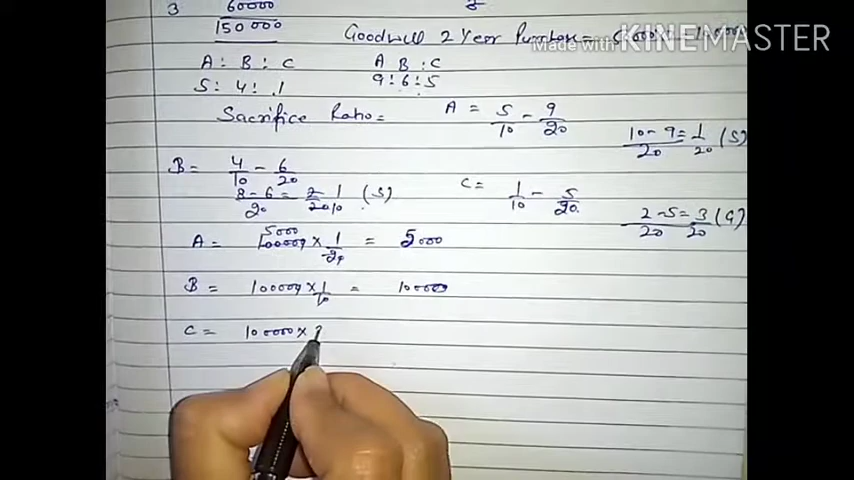 3 60000
150000
Goodwill 2 Year Purchase =
Made with KINEMASTER
A : B : C A B : C
5 : 4 : 1 9 : 6 : 5
Sacrifice Ratio = A = 5/10 - 9/20 10 - 9/20 = 1/20 (S)
B = 4/10 - 6/20 C = 1/10 - 5/20
8 - 6/20 = 2/20 1/10 (S) 2 - 5/20 = 3/20 (G)
5000
A = 100000 × 1/20 = 5000
B = 100000 × 1/10 = 10000
C = 100000 ×